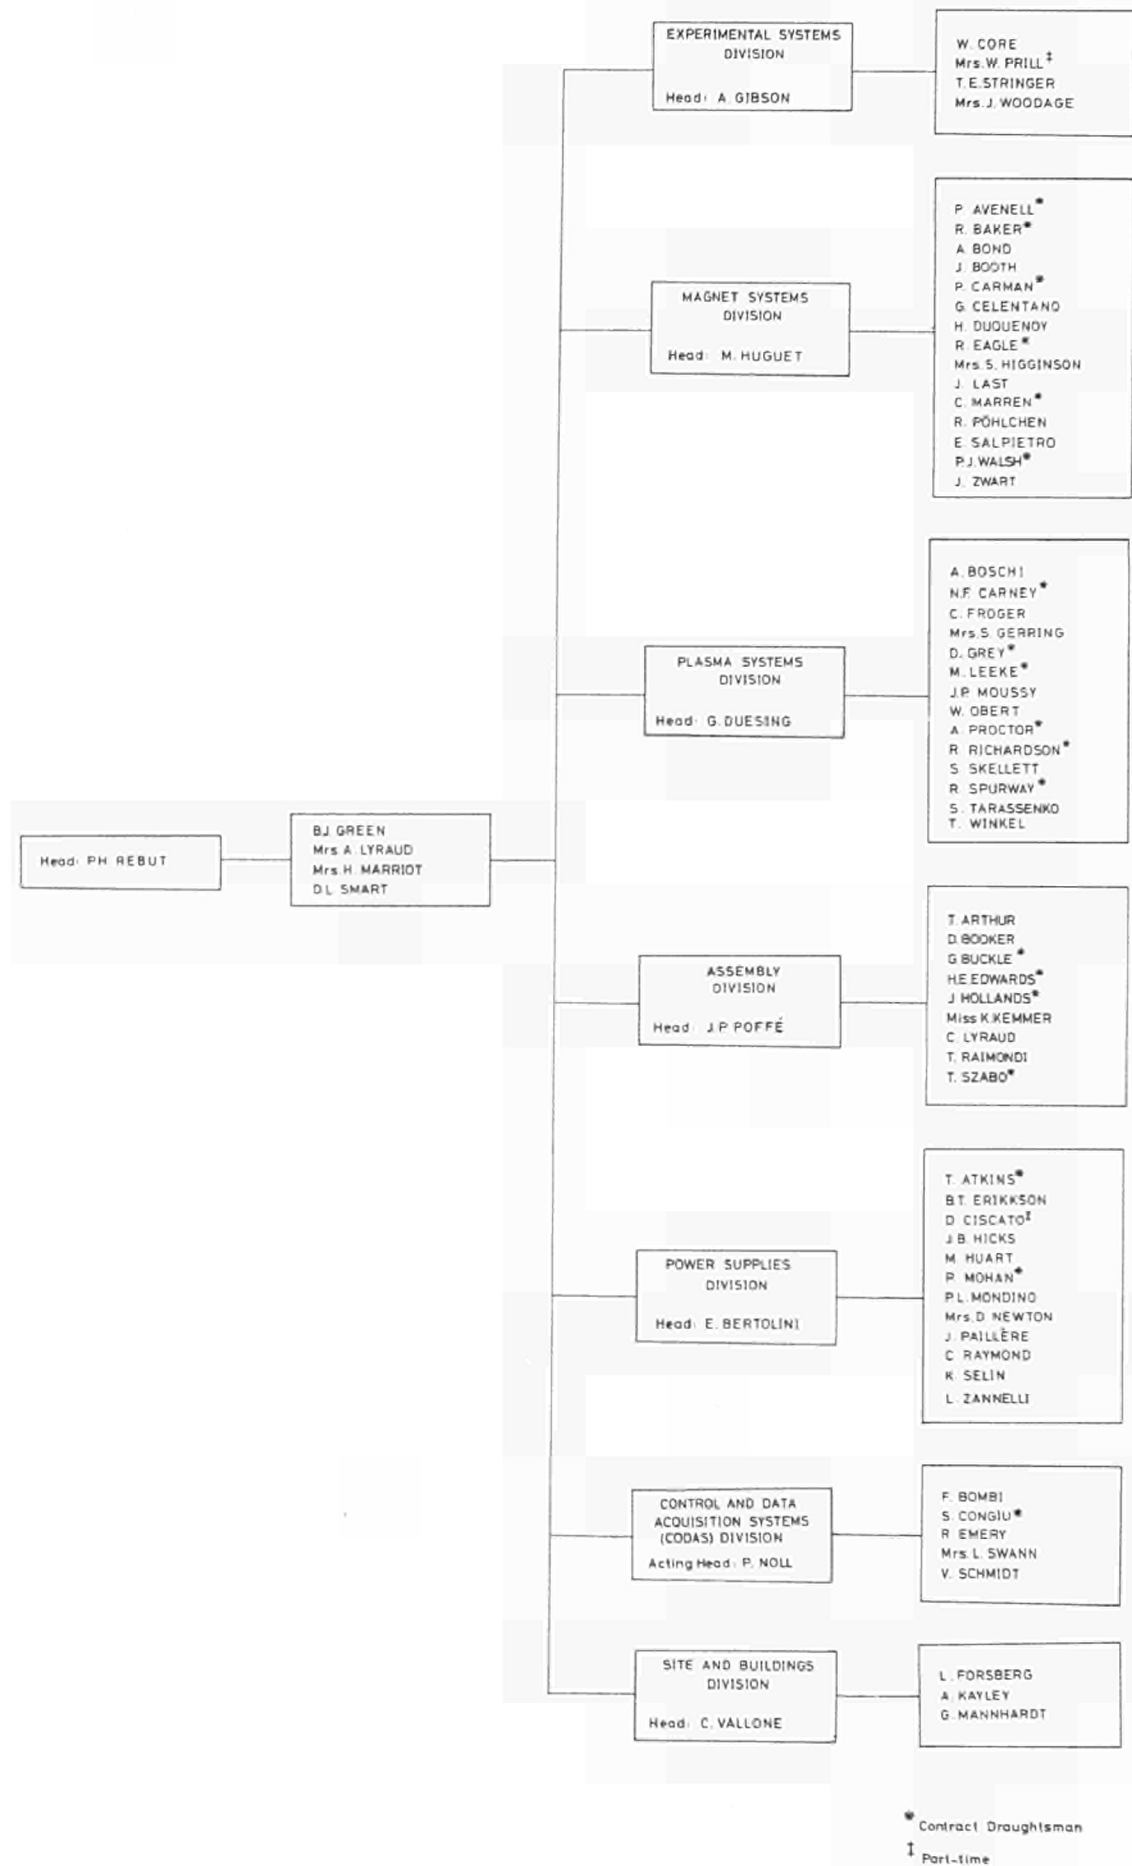 Head: PH REBUT
B.J. GREEN
Mrs A. LYRAUD
Mrs. H. MARRIOT
D.L. SMART
EXPERIMENTAL SYSTEMS
DIVISION
Head: A. GIBSON
W. CORE
Mrs. W. PRILL‡
T.E. STRINGER
Mrs. J. WOODAGE
MAGNET SYSTEMS
DIVISION
Head: M. HUGUET
P. AVENELL*
R. BAKER*
A. BOND
J. BOOTH
P. CARMAN*
G. CELENTANO
H. DUQUENOY
R. EAGLE*
Mrs. S. HIGGINSON
J. LAST
C. MARREN*
R. PÖHLCHEN
E. SALPIETRO
P.J. WALSH*
J. ZWART
PLASMA SYSTEMS
DIVISION
Head: G. DUESING
A. BOSCHI
N.F. CARNEY*
C. FROGER
Mrs. S. GERRING
D. GREY*
M. LEEKE*
J.P. MOUSSY
W. OBERT
A. PROCTOR*
R. RICHARDSON*
S. SKELLETT
R. SPURWAY*
S. TARASSENKO
T. WINKEL
ASSEMBLY
DIVISION
Head: J.P. POFFÉ
T. ARTHUR
D. BOOKER
G. BUCKLE*
H.E. EDWARDS*
J. HOLLANDS*
Miss K. KEMMER
C. LYRAUD
T. RAIMONDI
T. SZABO*
POWER SUPPLIES
DIVISION
Head: E. BERTOLINI
T. ATKINS*
B.T. ERIKKSON
D. CISCATO‡
J.B. HICKS
M. HUART
P. MOHAN*
P.L. MONDINO
Mrs. D. NEWTON
J. PAILLÈRE
C. RAYMOND
K. SELIN
L. ZANNELLI
CONTROL AND DATA
ACQUISITION SYSTEMS
(CODAS) DIVISION
Acting Head: P. NOLL
F. BOMBI
S. CONGIU*
R. EMERY
Mrs. L. SWANN
V. SCHMIDT
SITE AND BUILDINGS
DIVISION
Head: C. VALLONE
L. FORSBERG
A. KAYLEY
G. MANNHARDT
* Contract Draughtsman
‡ Part-time